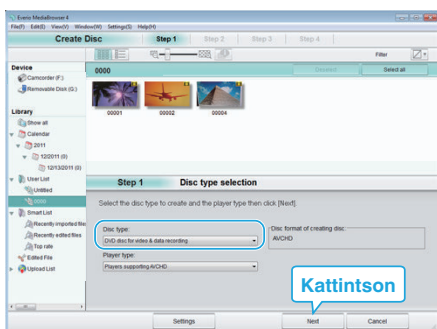 Everio MediaBrowser 4
File(F) Edit(E) View(V) Window(W) Settings(S) Help(H)
Create Disc Step 1 Step 2 Step 3 Step 4
Filter
Device
Camcorder (F:)
Removable Disk (G:)
0000 Deselect Select all
00001 00002 00004
Library
Show all
Calendar
2011
12/2011 (0)
12/13/2011 (0)
User List
Untitled
0000
Smart List
Recently imported file
Recently edited files
Top rate
Edited File
Upload List
Step 1 Disc type selection
Select the disc type to create and the player type then click [Next].
Disc type:
DVD disc for video & data recording
Player type:
Players supporting AVCHD
Disc format of creating disc.
AVCHD
Kattintson
Settings Next Cancel